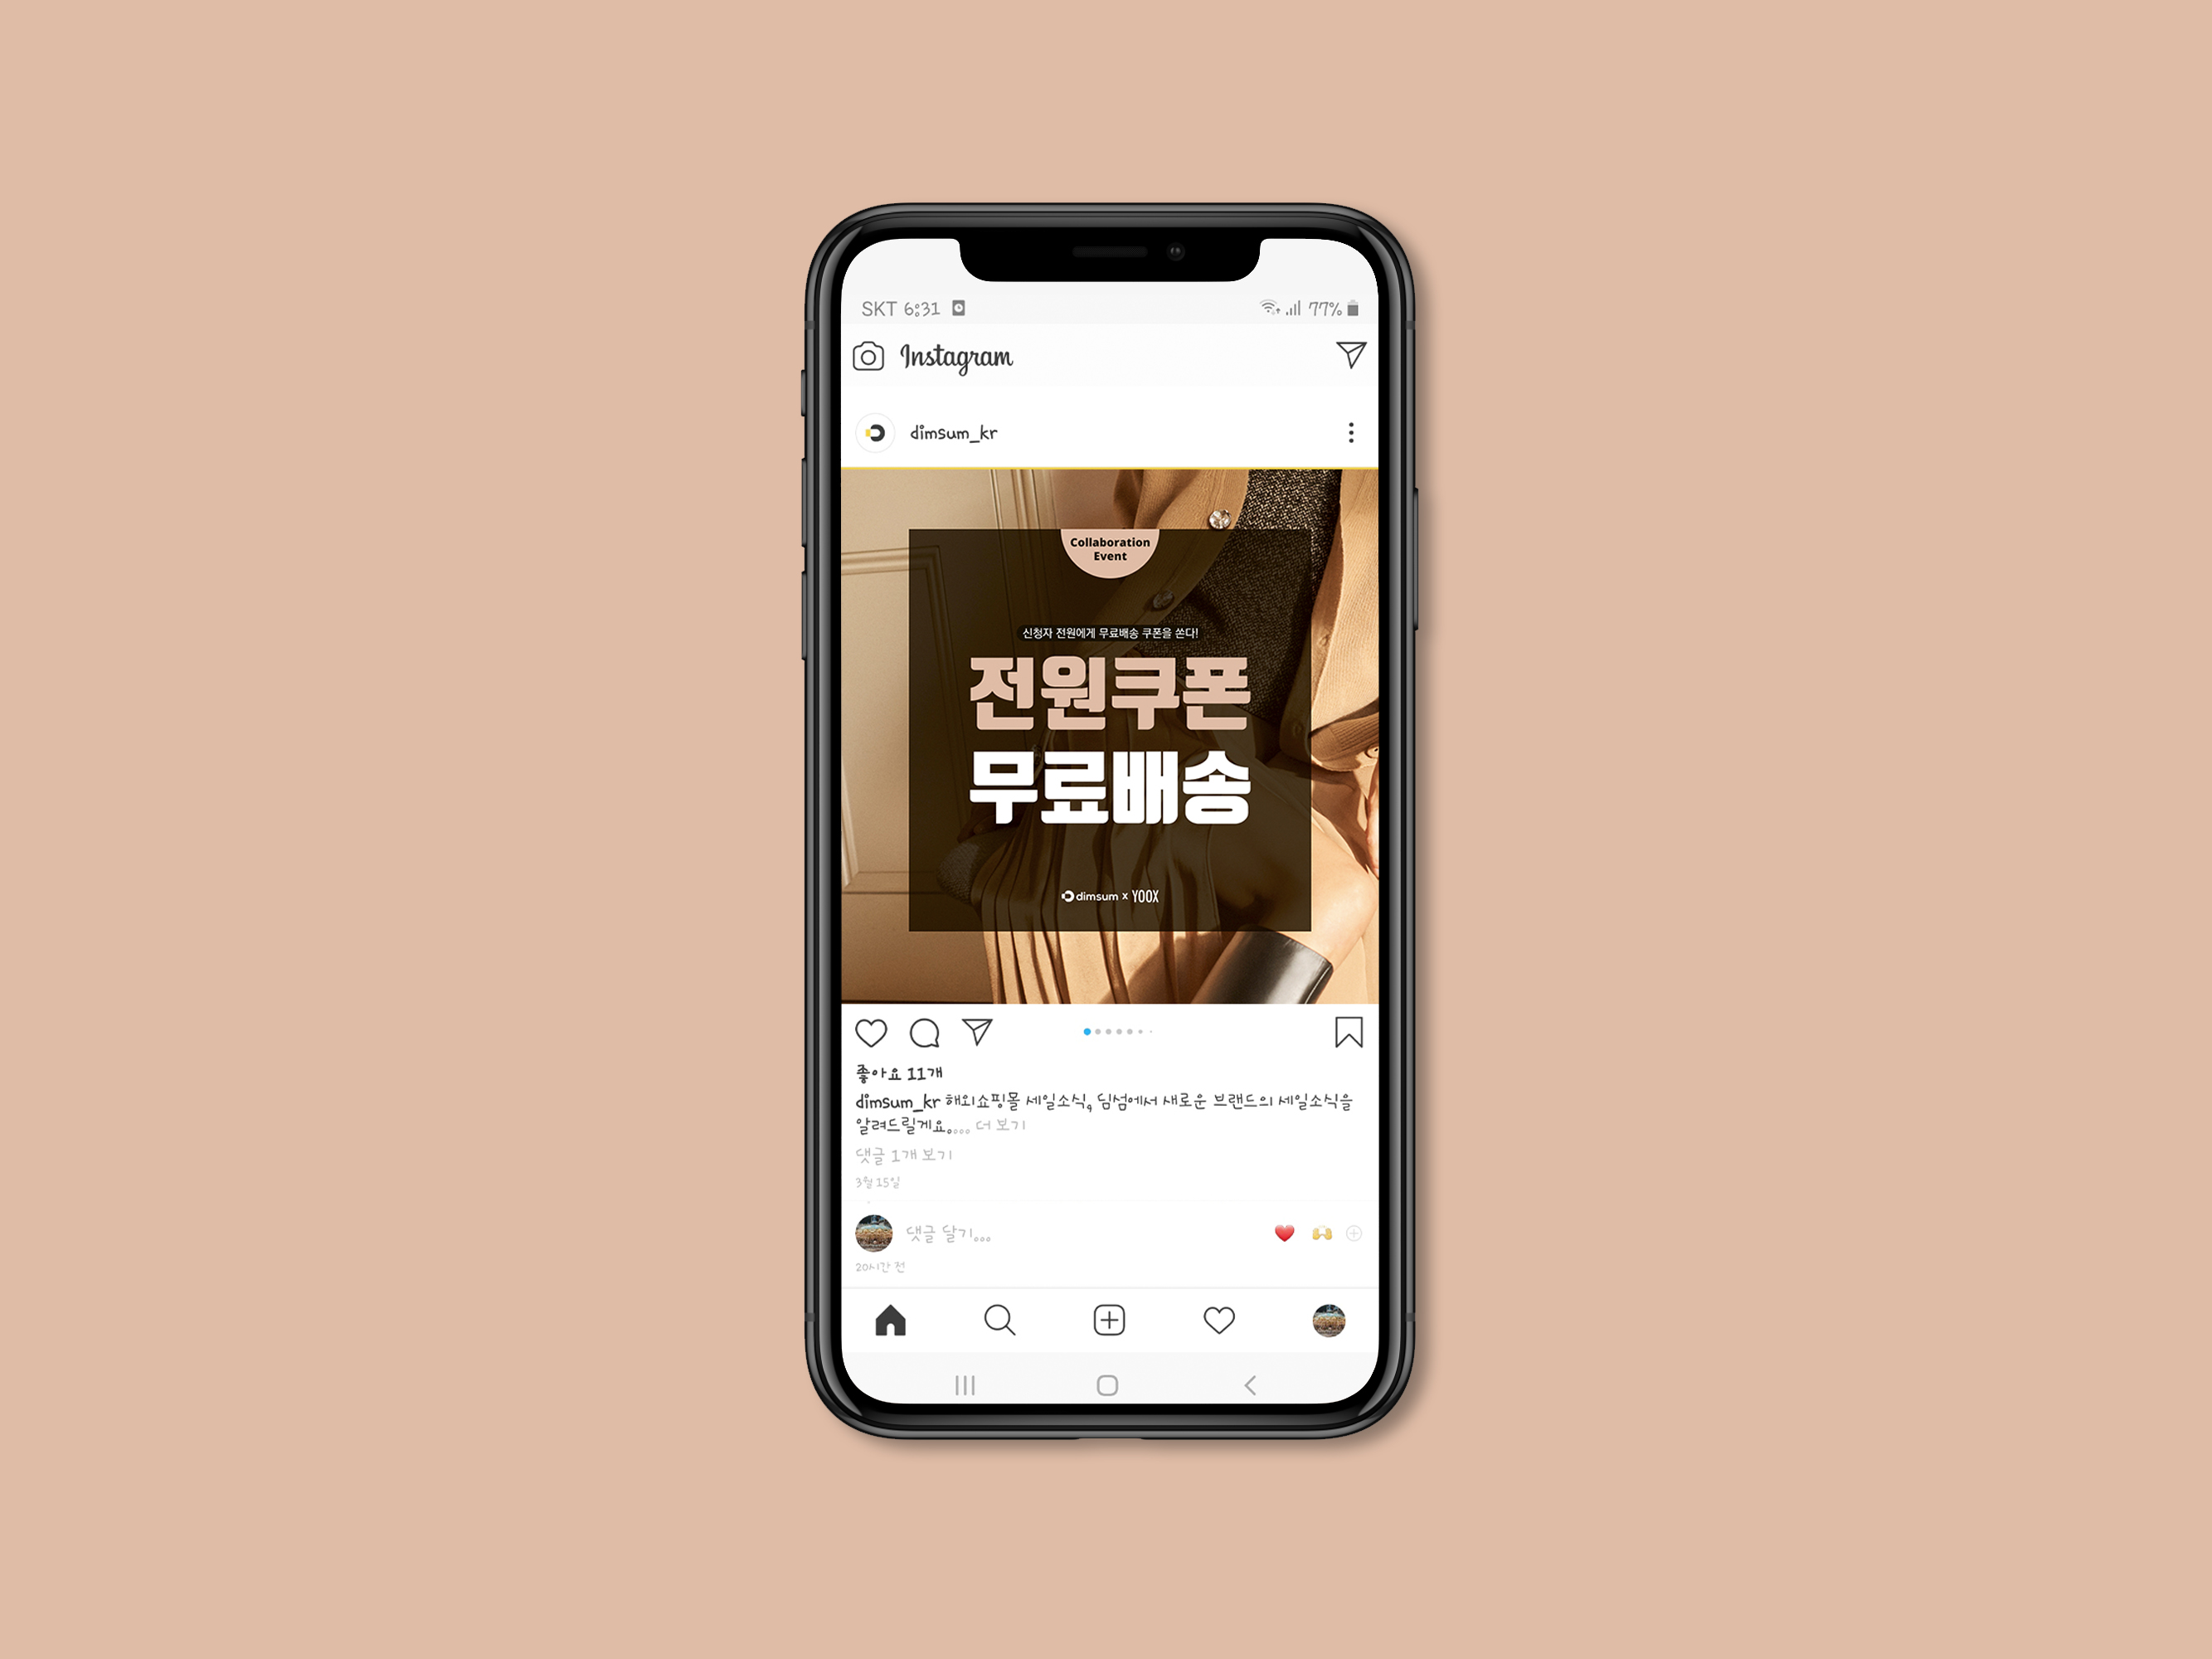 SKT 6:31
77%
Instagram
dimsum_kr
Collaboration
Event
신청자 전원에게 무료배송 쿠폰을 쏜다!
전원쿠폰
무료배송
dimsum x YOOX
좋아요 11개
dimsum_kr 해외쇼핑몰 세일소식, 딤섬에서 새로운 브랜드의 세일소식을
알려드릴게요.... 더 보기
댓글 1개 보기
3월 15일
댓글 달기...
20시간 전